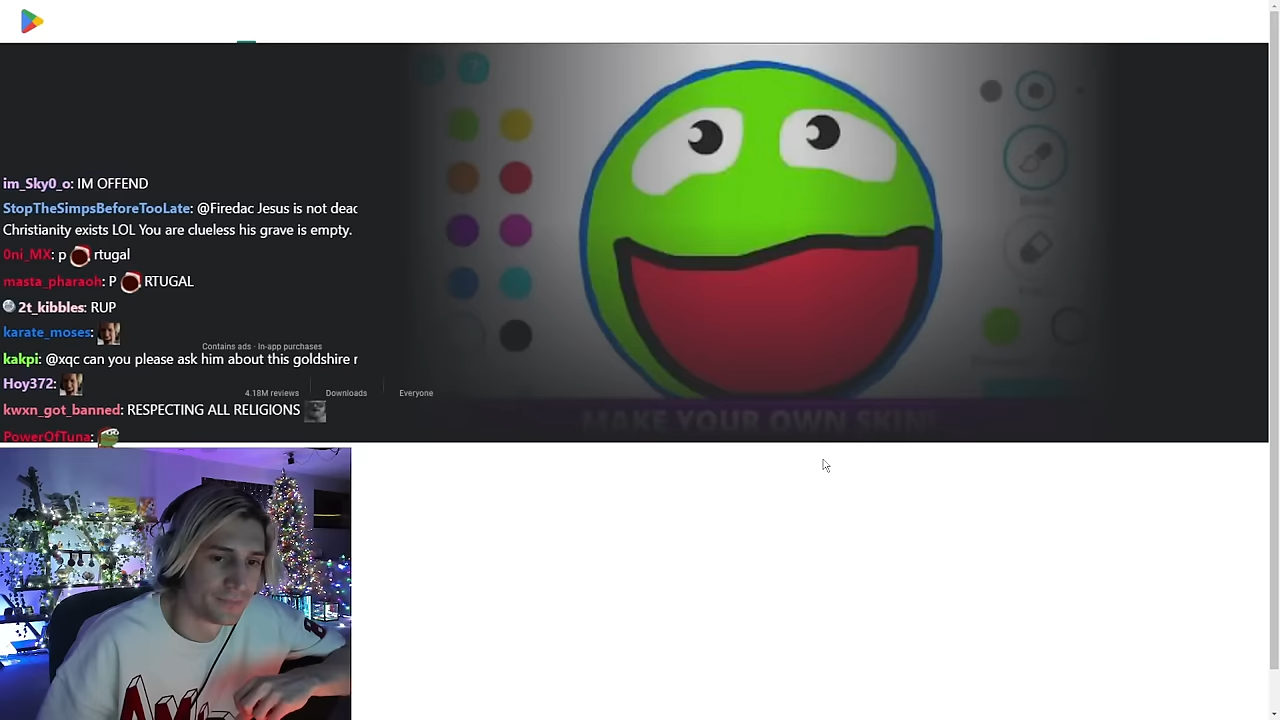 im_Sky0_o: IM OFFEND
StopTheSimpsBeforeTooLate: @Firedac Jesus is not deac
Christianity exists LOL You are clueless his grave is empty.
0ni_MX: p rtugal
masta_pharaoh: P RTUGAL
2t_kibbles: RUP
karate_moses:
Contains ads · In-app purchases
kakpi: @xqc can you please ask him about this goldshire r
Hoy372:
4.18M reviews Downloads Everyone
kwxn_got_banned: RESPECTING ALL RELIGIONS
MAKE YOUR OWN SKIN!
PowerOfTuna: